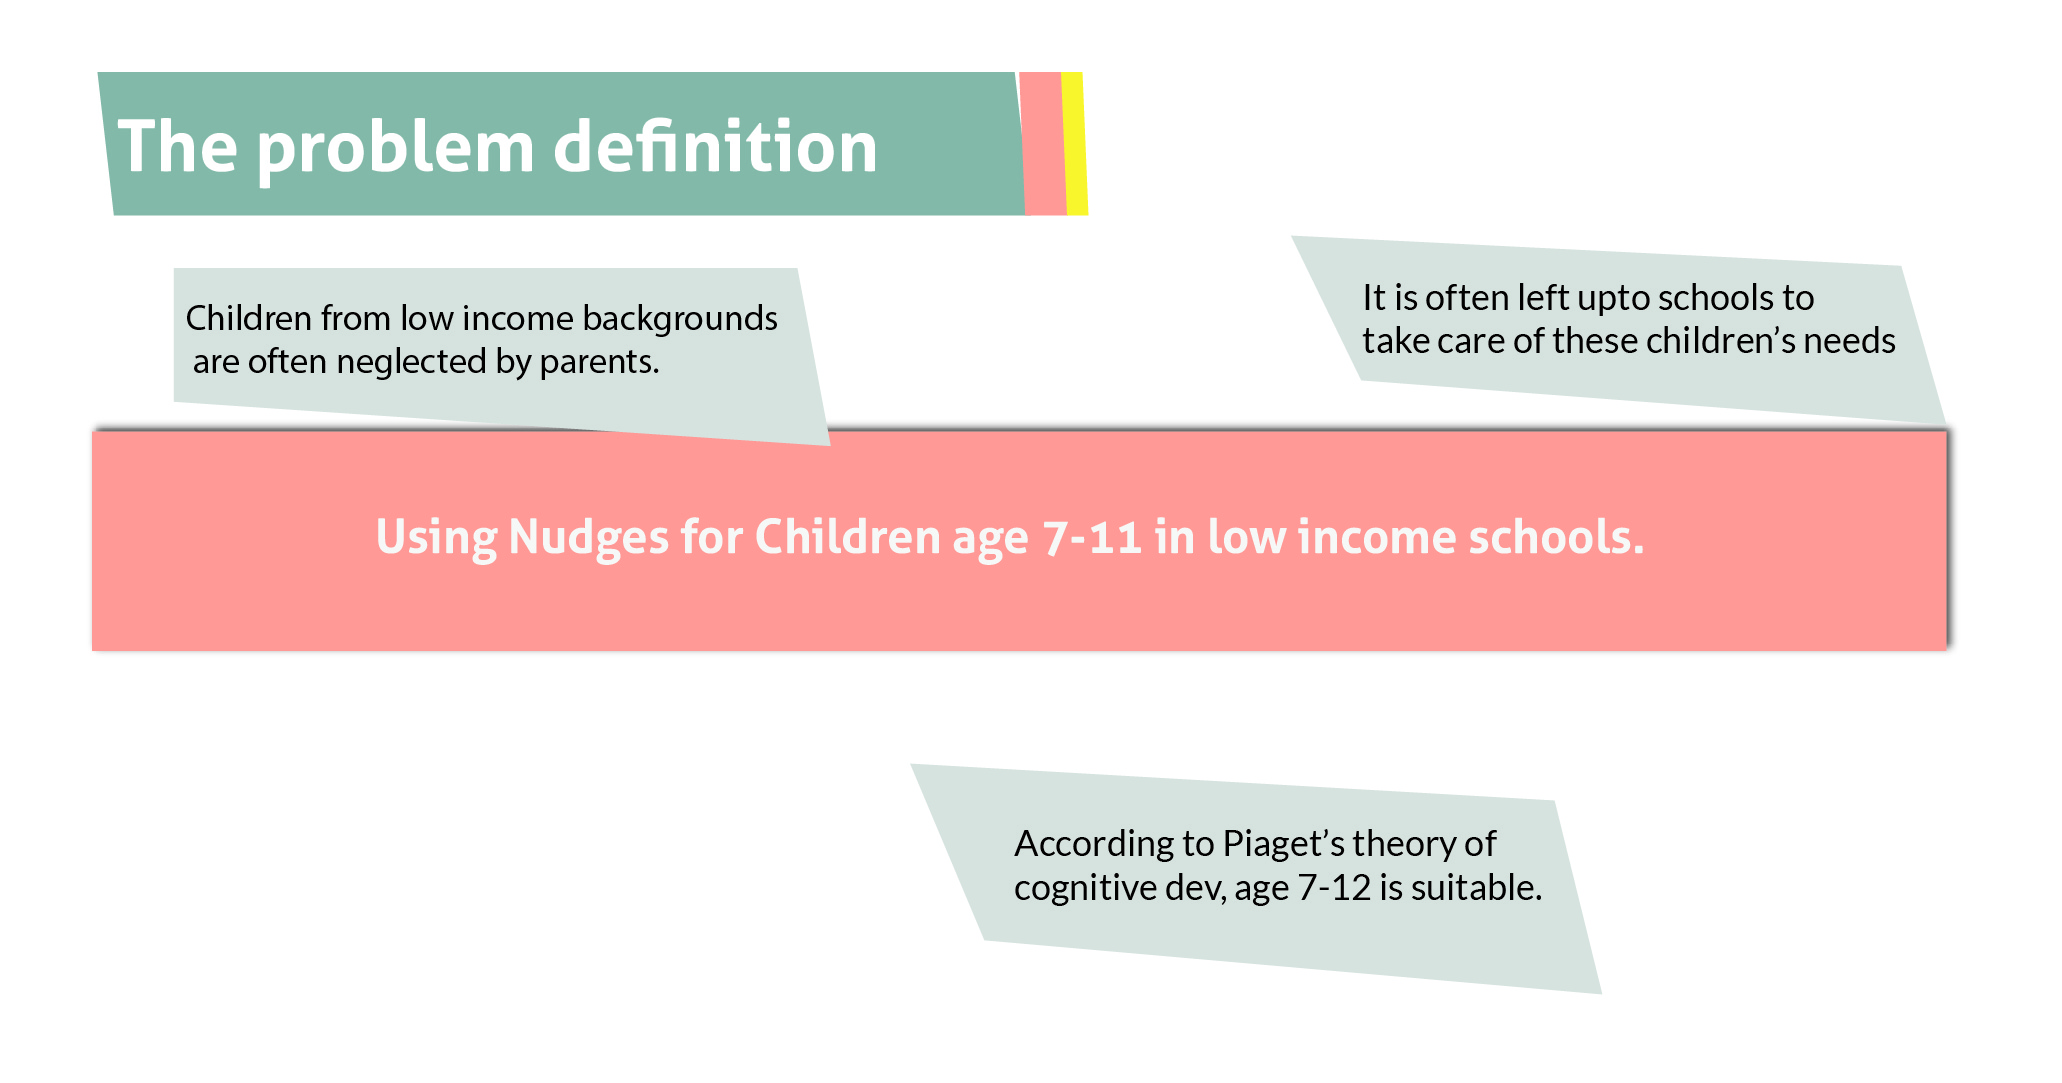 The problem definition
Children from low income backgrounds
are often neglected by parents.
It is often left upto schools to
take care of these children’s needs
Using Nudges for Children age 7-11 in low income schools.
According to Piaget’s theory of
cognitive dev, age 7-12 is suitable.